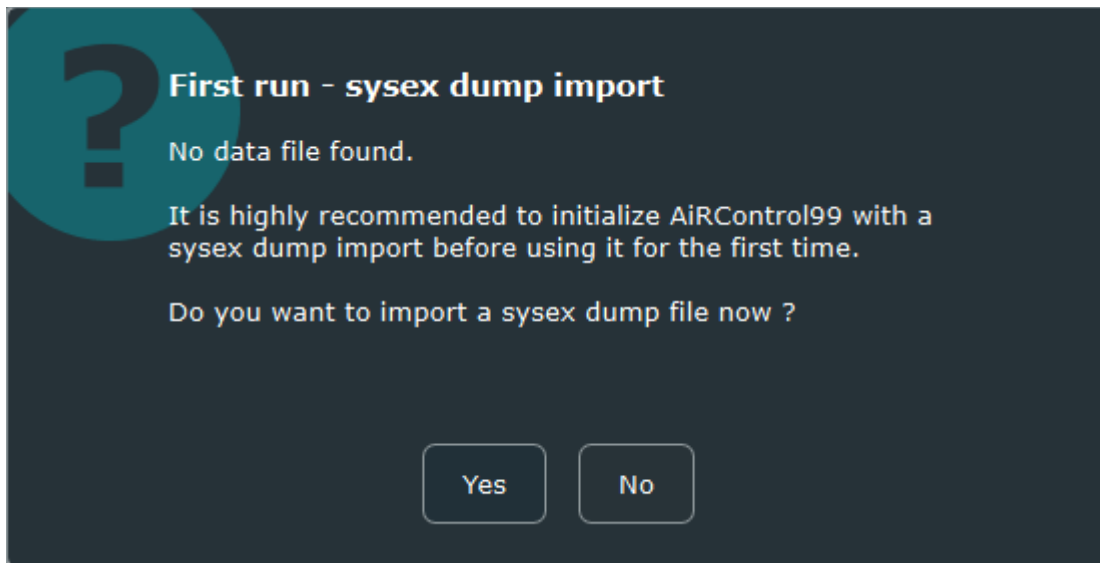 ?
First run - sysex dump import
No data file found.
It is highly recommended to initialize AiRControl99 with a
sysex dump import before using it for the first time.
Do you want to import a sysex dump file now ?
Yes
No